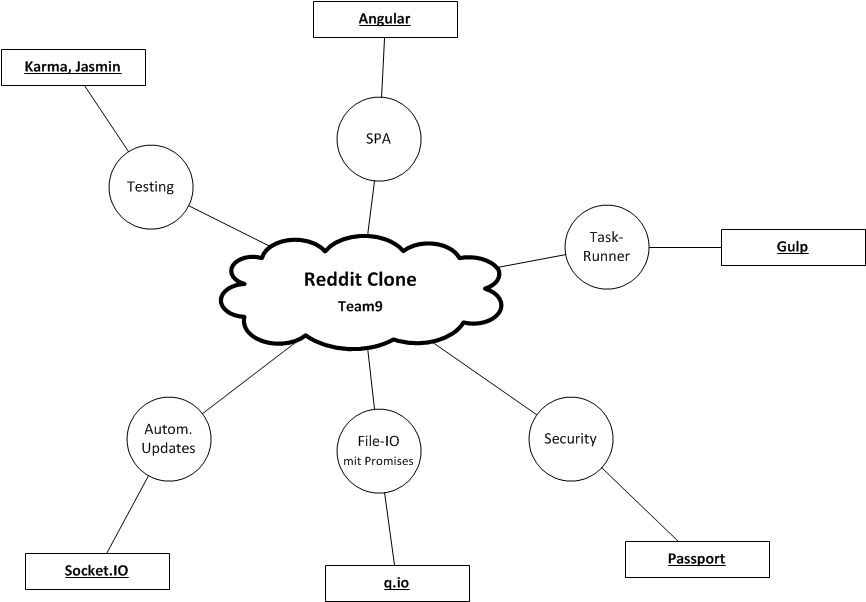 Angular
Karma, Jasmin
SPA
Testing
Task-
Runner
Gulp
Reddit Clone
Team9
Autom.
Updates
File-IO
mit Promises
Security
Socket.IO
q.io
Passport